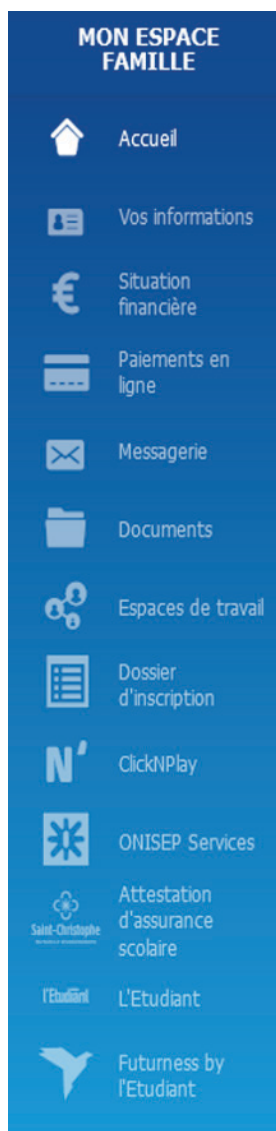 MON ESPACE
FAMILLE
Accueil
Vos informations
Situation
financière
Paiements en
ligne
Messagerie
Documents
Espaces de travail
Dossier
d'inscription
N'
ClickNPlay
ONISEP Services
Saint-Christophe
Attestation
d'assurance
scolaire
l'Etudiant
L'Etudiant
Futurness by
l'Etudiant